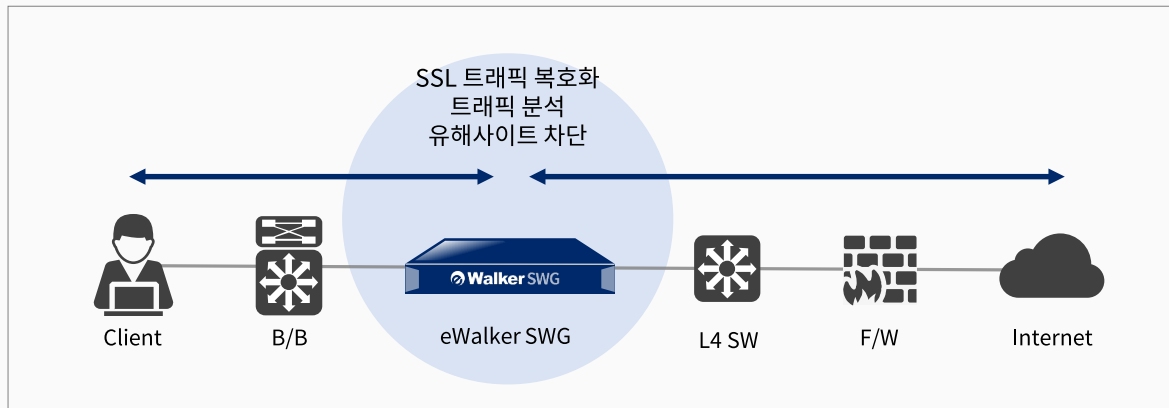 SSL 트래픽 복호화
트래픽 분석
유해사이트 차단
eWalker SWG
Client
B/B
eWalker SWG
L4 SW
F/W
Internet